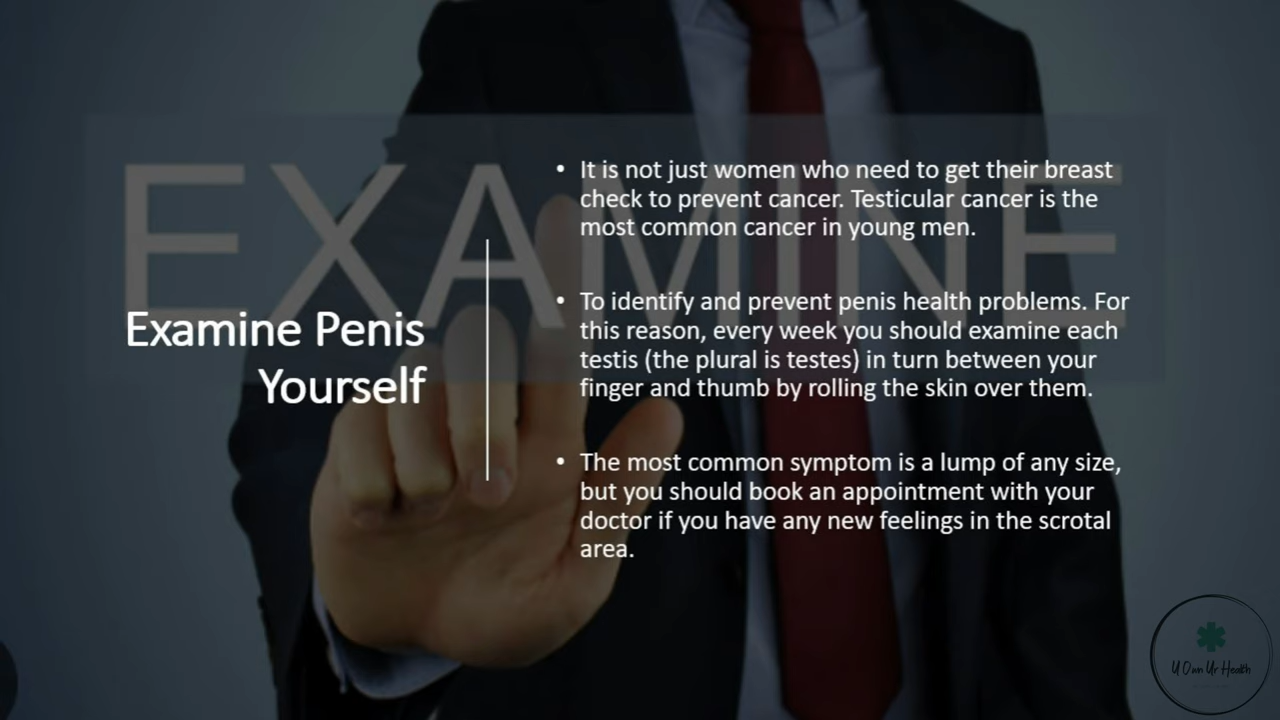 EXAMINE
Examine Penis
Yourself
• It is not just women who need to get their breast
check to prevent cancer. Testicular cancer is the
most common cancer in young men.
• To identify and prevent penis health problems. For
this reason, every week you should examine each
testis (the plural is testes) in turn between your
finger and thumb by rolling the skin over them.
• The most common symptom is a lump of any size,
but you should book an appointment with your
doctor if you have any new feelings in the scrotal
area.
U Own Ur Health